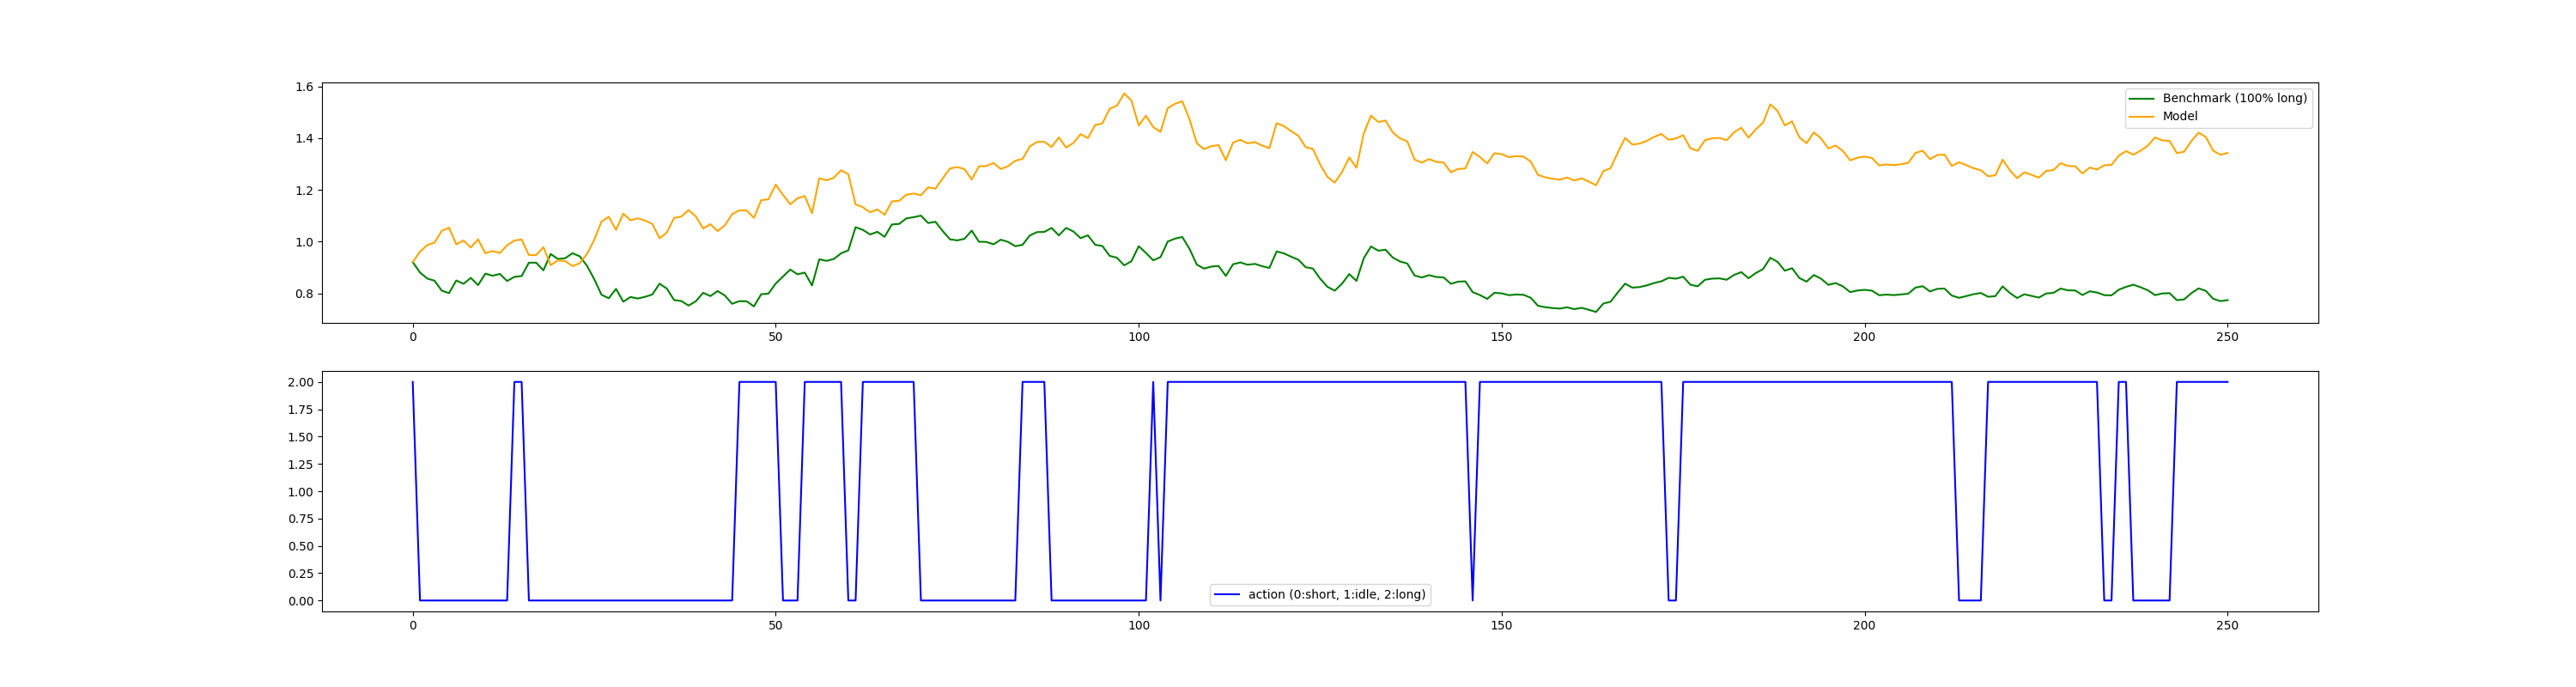 1.6
1.4
1.2
1.0
0.8
Benchmark (100% long)
Model
0 50 100 150 200 250
2.00
1.75
1.50
1.25
1.00
0.75
0.50
0.25
0.00
action (0:short, 1:idle, 2:long)
0 50 100 150 200 250